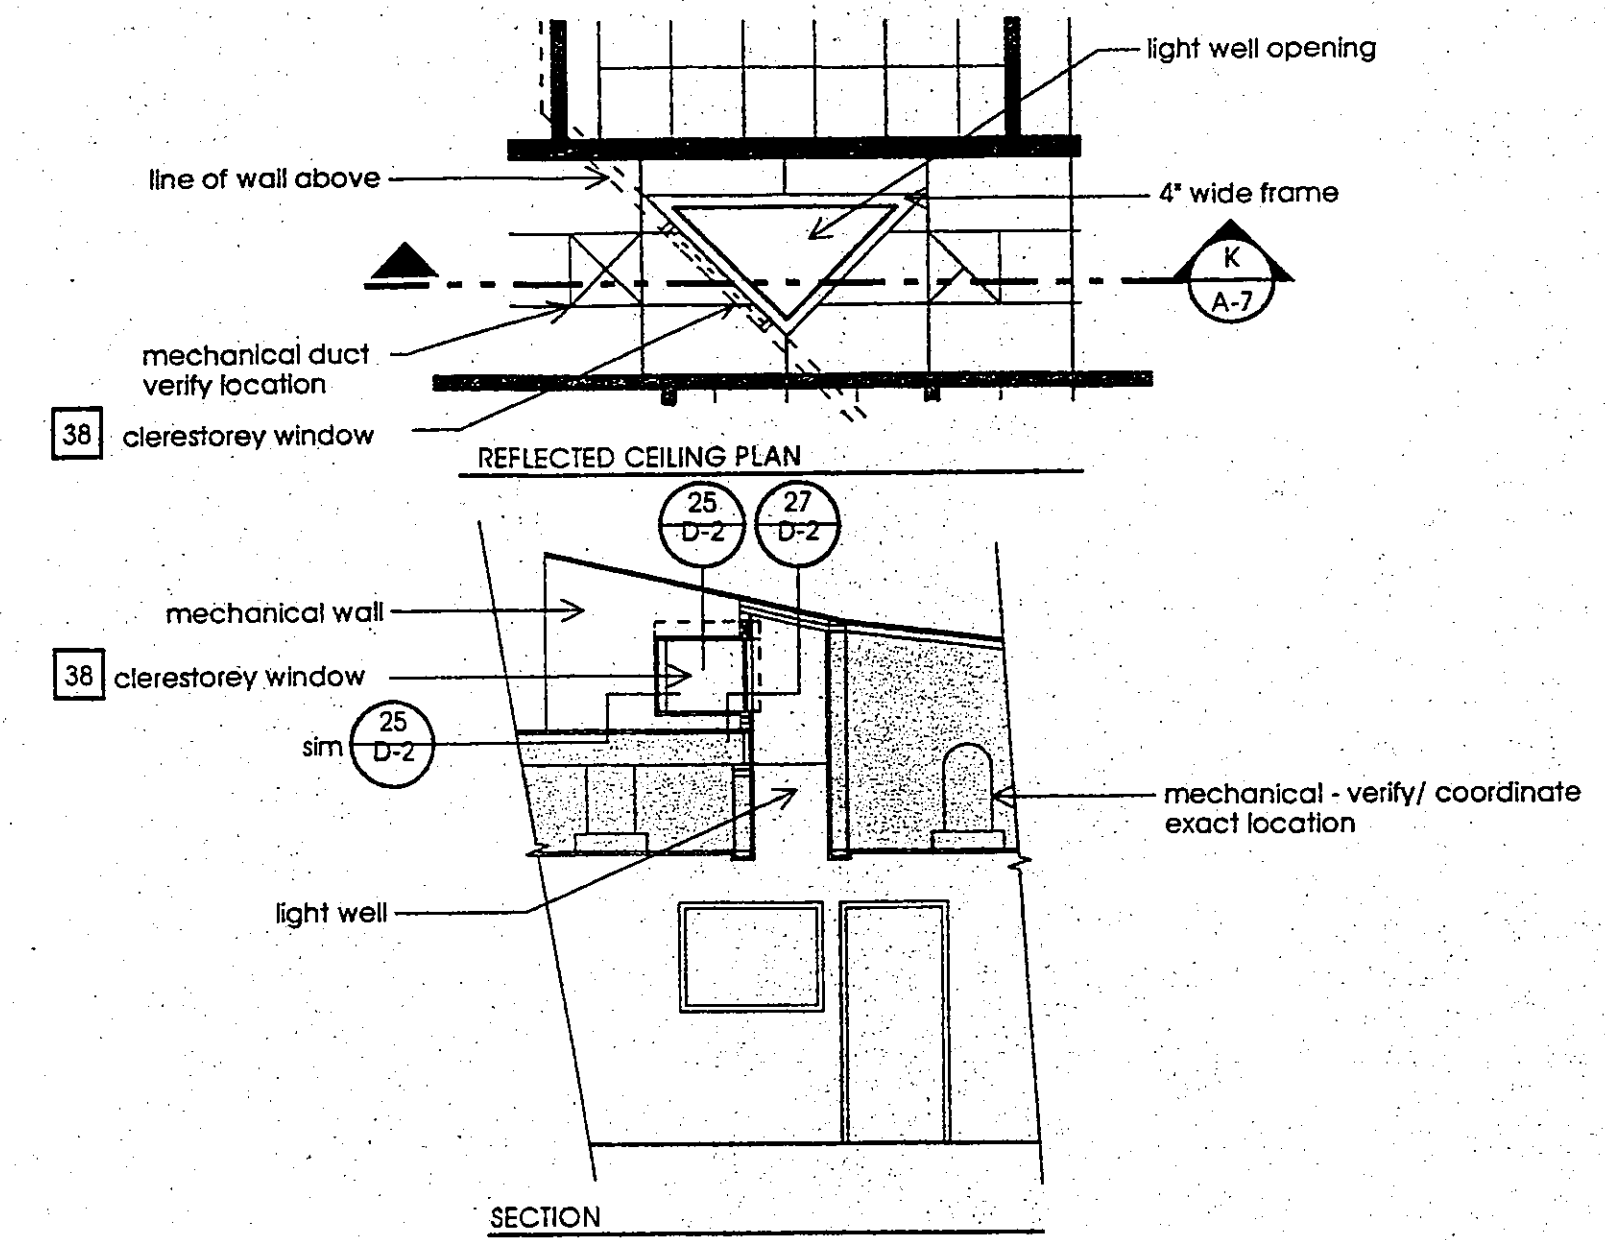 light well opening
line of wall above
4" wide frame
K
A-7
mechanical duct
verify location
38 clerestorey window
REFLECTED CEILING PLAN
25
D-2
27
D-2
mechanical wall
38 clerestorey window
25
sim D-2
mechanical - verify/ coordinate
exact location
light well
SECTION